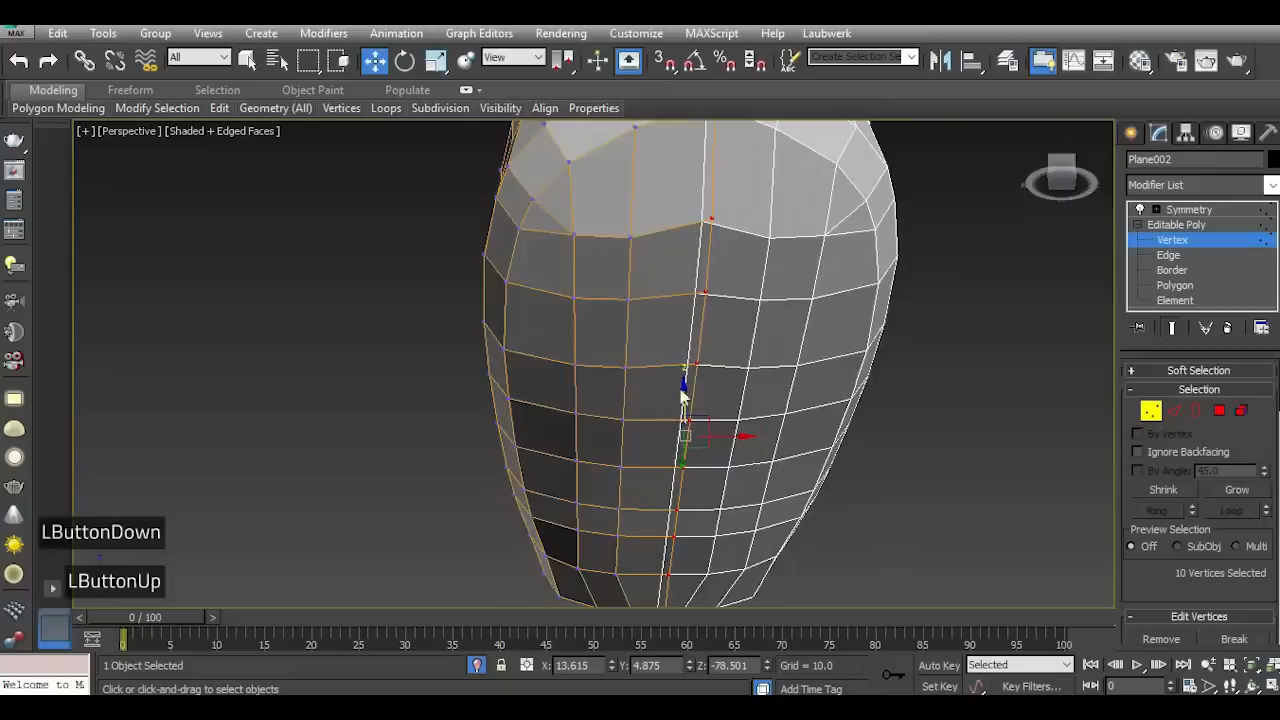 MAX Edit Tools Group Views Create Modifiers Animation Graph Editors Rendering Customize MAXScript Help Laubwerk
All View 3 ABC Create Selection Se
Modeling Freeform Selection Object Paint Populate
Polygon Modeling Modify Selection Edit Geometry (All) Vertices Loops Subdivision Visibility Align Properties
[+] [Perspective] [Shaded + Edged Faces]
z
LButtonDown
LButtonUp
Plane002
Modifier List
Symmetry
Editable Poly
Vertex
Edge
Border
Polygon
Element
+ Soft Selection
- Selection
By Vertex
Ignore Backfacing
By Angle: 45.0
Shrink Grow
Ring Loop
Preview Selection
Off SubObj Multi
10 Vertices Selected
- Edit Vertices
Remove Break
< 0 / 100 >
0 5 10 15 20 25 30 35 40 45 50 55 60 65 70 75 80 85 90 95 100
1 Object Selected X: 13.615 Y: 4.875 Z: -78.501 Grid = 10.0 Auto Key Selected
Welcome to M. Click or click-and-drag to select objects Add Time Tag Set Key Key Filters... 0